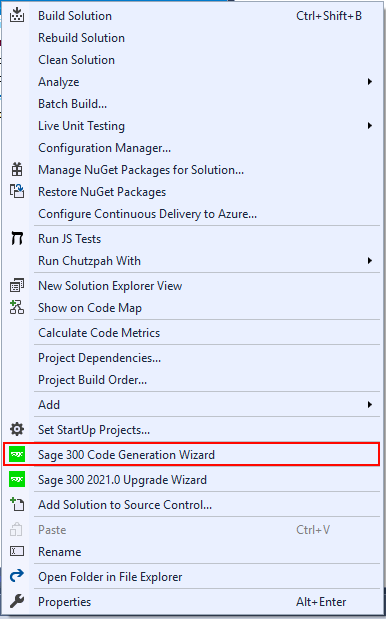 Build Solution Ctrl+Shift+B
Rebuild Solution
Clean Solution
Analyze
Batch Build...
Live Unit Testing
Configuration Manager...
Manage NuGet Packages for Solution...
Restore NuGet Packages
Configure Continuous Delivery to Azure...
Run JS Tests
Run Chutzpah With
New Solution Explorer View
Show on Code Map
Calculate Code Metrics
Project Dependencies...
Project Build Order...
Add
Set StartUp Projects...
Sage 300 Code Generation Wizard
Sage 300 2021.0 Upgrade Wizard
Add Solution to Source Control...
Paste Ctrl+V
Rename
Open Folder in File Explorer
Properties Alt+Enter